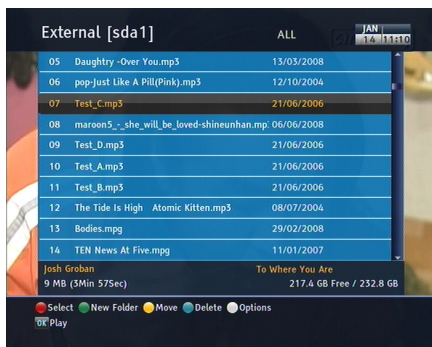 External [sda1] ALL JAN 14 11:10
05 Daughtry -Over You.mp3 13/03/2008
06 pop-Just Like A Pill(Pink).mp3 12/10/2004
07 Test_C.mp3 21/06/2006
08 maroon5_-_she_will_be_loved-shineunhan.mp 06/06/2008
09 Test_D.mp3 21/06/2006
10 Test_A.mp3 21/06/2006
11 Test_B.mp3 21/06/2006
12 The Tide Is High Atomic Kitten.mp3 08/07/2004
13 Bodies.mpg 29/02/2008
14 TEN News At Five.mpg 11/01/2007
Josh Groban To Where You Are
9 MB (3Min 57Sec) 217.4 GB Free / 232.8 GB
Select New Folder Move Delete Options
OK Play